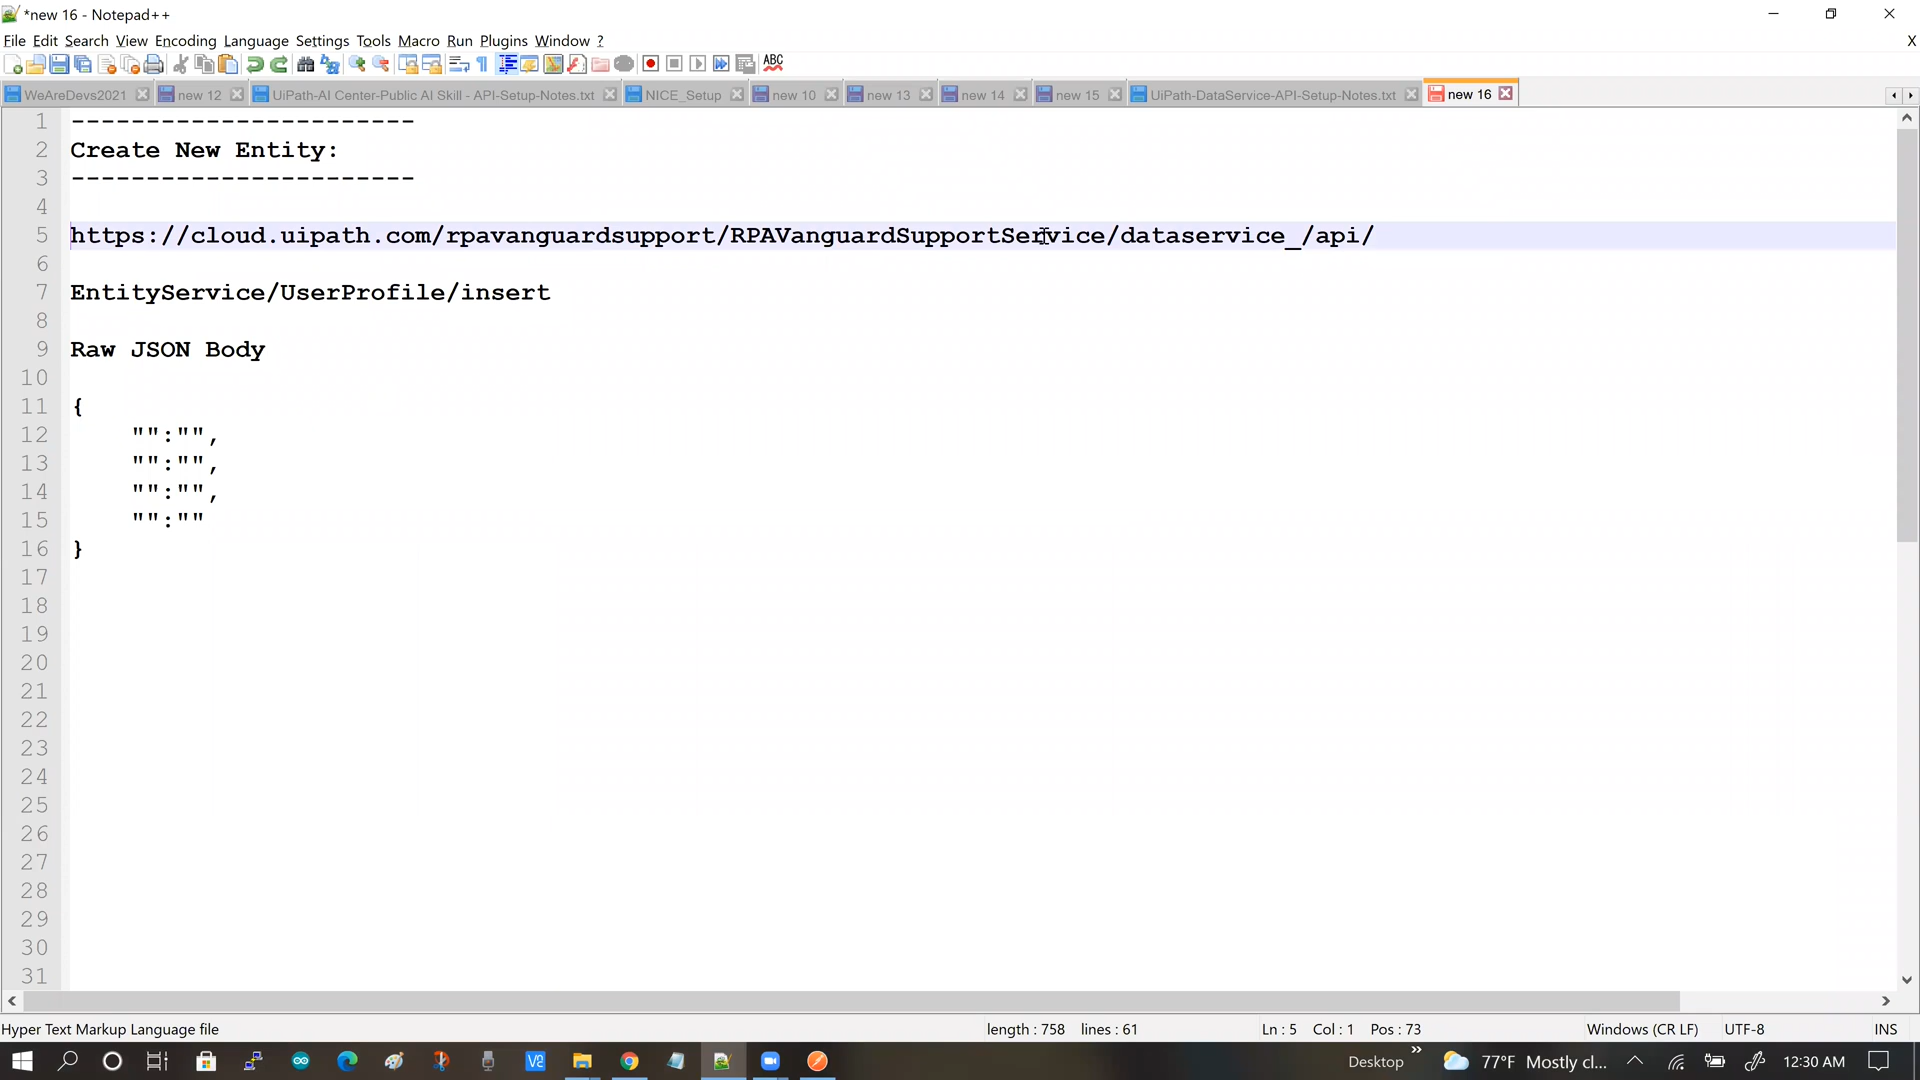 *new 16 - Notepad++
File Edit Search View Encoding Language Settings Tools Macro Run Plugins Window ?
X
ABC
WeAreDevs2021 new 12 UiPath-AI Center-Public AI Skill - API-Setup-Notes.txt NICE_Setup new 10 new 13 new 14 new 15 UiPath-DataService-API-Setup-Notes.txt new 16
1 -----------------------
2 Create New Entity:
3 -----------------------
4
5 https://cloud.uipath.com/rpavanguardsupport/RPAVanguardSupportService/dataservice_/api/
6
7 EntityService/UserProfile/insert
8
9 Raw JSON Body
10
11 {
12 "":"",
13 "":"",
14 "":"",
15 "":""
16 }
17
18
19
20
21
22
23
24
25
26
27
28
29
30
31
Hyper Text Markup Language file length : 758 lines : 61 Ln : 5 Col : 1 Pos : 73 Windows (CR LF) UTF-8 INS
Desktop 77°F Mostly cl... 12:30 AM